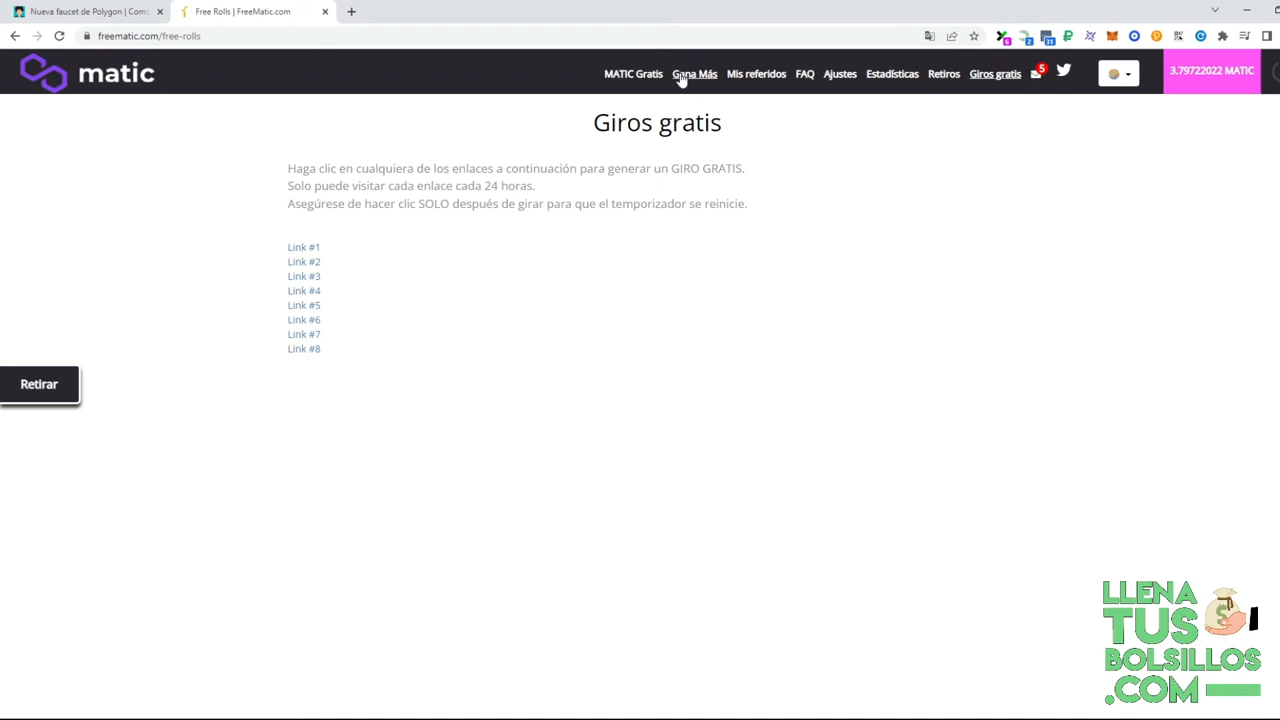 Nueva faucet de Polygon | Como
Free Rolls | FreeMatic.com
freematic.com/free-rolls
6
2
31
matic
MATIC Gratis
Gana Más
Mis referidos
FAQ
Ajustes
Estadísticas
Retiros
Giros gratis
5
3.79722022 MATIC
Giros gratis
Haga clic en cualquiera de los enlaces a continuación para generar un GIRO GRATIS.
Solo puede visitar cada enlace cada 24 horas.
Asegúrese de hacer clic SOLO después de girar para que el temporizador se reinicie.
Link #1
Link #2
Link #3
Link #4
Link #5
Link #6
Link #7
Link #8
Retirar
LLENA
TUS
BOLSILLOS
.COM